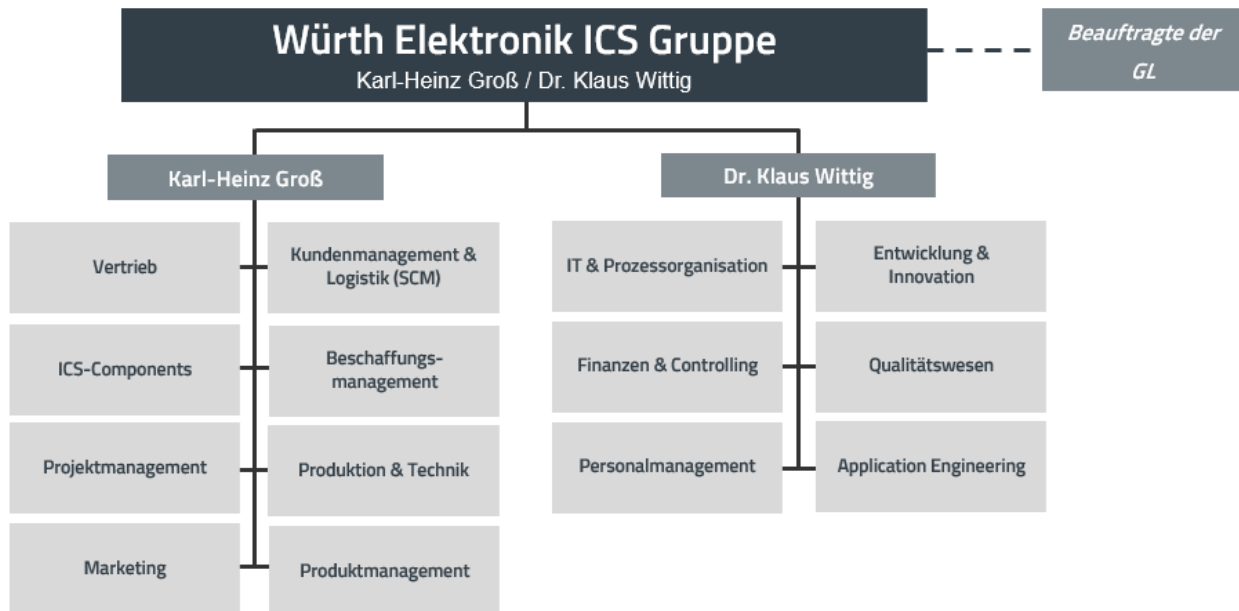 Würth Elektronik ICS Gruppe
Karl-Heinz Groß / Dr. Klaus Wittig
Beauftragte der
GL
Karl-Heinz Groß
Dr. Klaus Wittig
Vertrieb
Kundenmanagement &
Logistik (SCM)
IT & Prozessorganisation
Entwicklung &
Innovation
ICS-Components
Beschaffungs-
management
Finanzen & Controlling
Qualitätswesen
Projektmanagement
Produktion & Technik
Personalmanagement
Application Engineering
Marketing
Produktmanagement